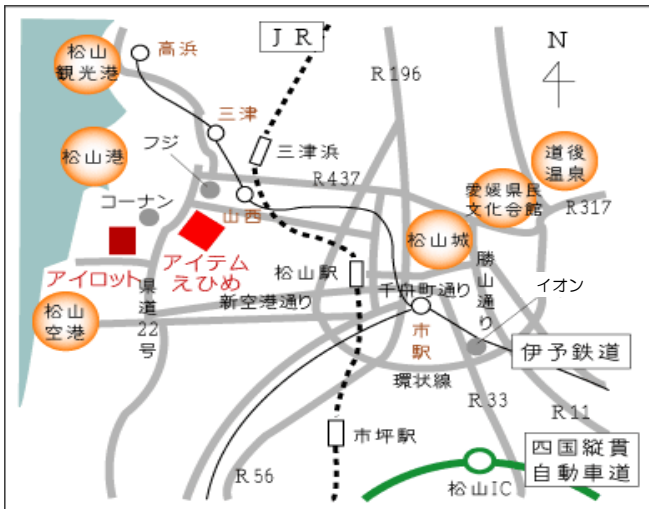 松山
観光港
高浜
JR
N
R196
三津
松山港
フジ
三津浜
道後
温泉
R437
愛媛県民
文化会館
R317
コーナン
山西
松山城
アイロット
アイテム
えひめ
松山駅
千舟町通り
勝山通り
イオン
県道22号
新空港通り
松山
空港
市駅
伊予鉄道
環状線
R33
R11
市坪駅
R56
四国縦貫
自動車道
松山IC